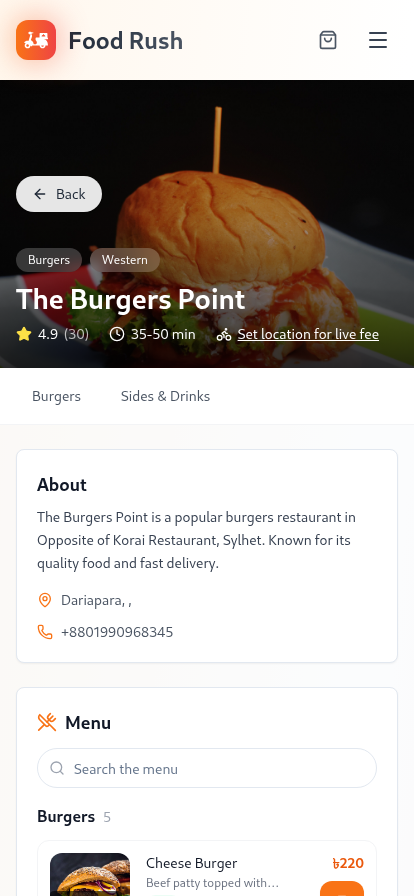 Food Rush
Back
Burgers
Western
The Burgers Point
4.9 (30) 35-50 min Set location for live fee
Burgers Sides & Drinks
About
The Burgers Point is a popular burgers restaurant in
Opposite of Korai Restaurant, Sylhet. Known for its
quality food and fast delivery.
Dariapara, ,
+8801990968345
Menu
Search the menu
Burgers 5
Cheese Burger ৳220
Beef patty topped with...